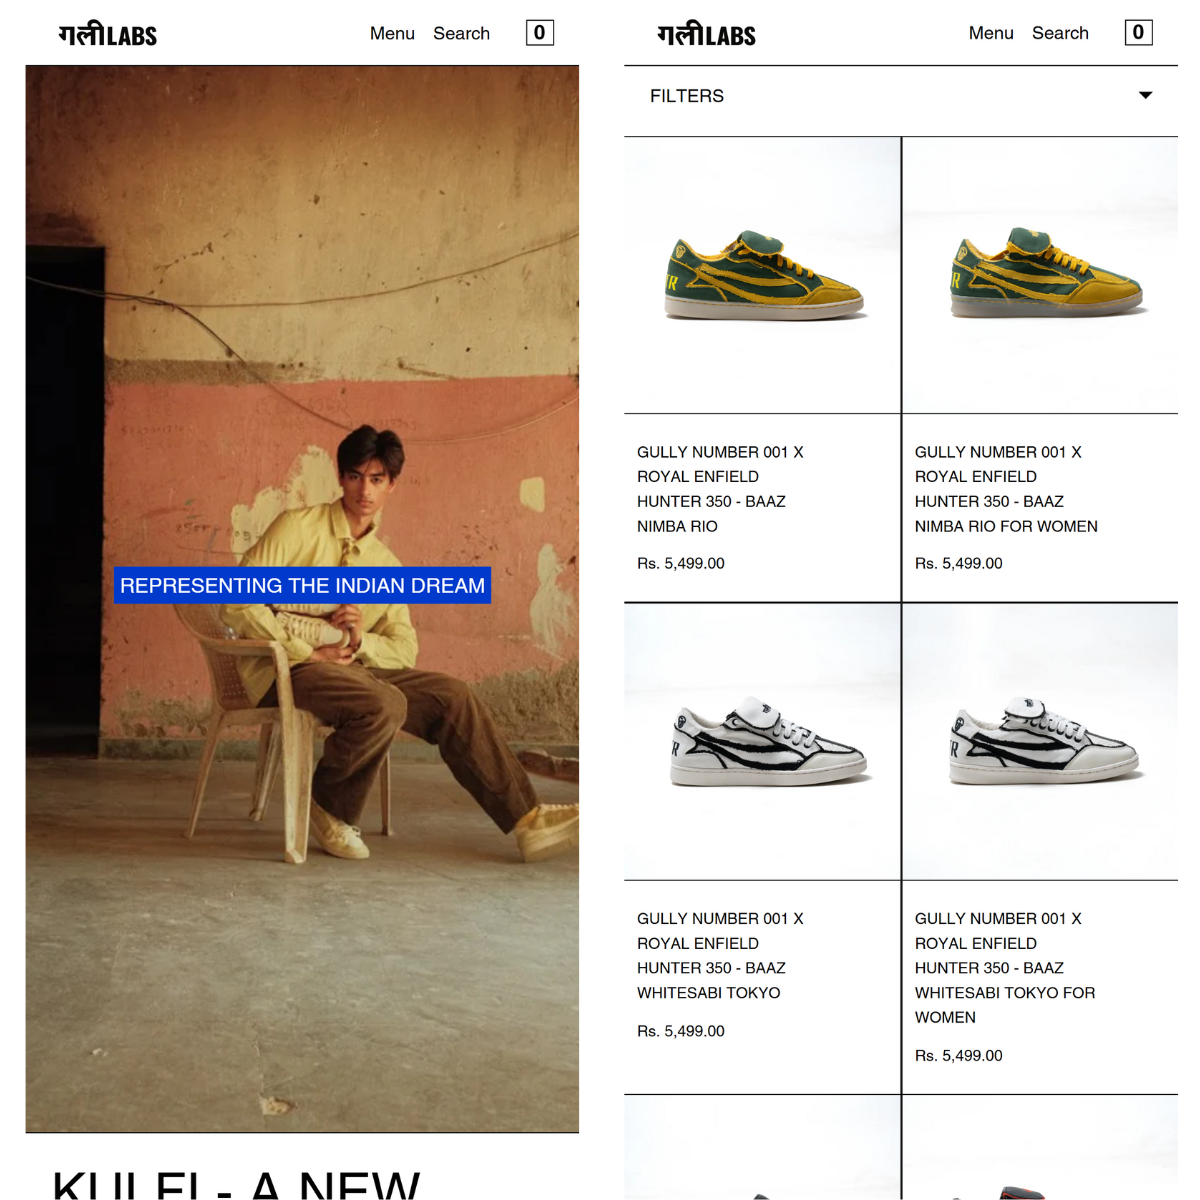 गली LABS
Menu Search 0
REPRESENTING THE INDIAN DREAM
गली LABS
Menu Search 0
FILTERS
GULLY NUMBER 001 X
ROYAL ENFIELD
HUNTER 350 - BAAZ
NIMBA RIO
Rs. 5,499.00
GULLY NUMBER 001 X
ROYAL ENFIELD
HUNTER 350 - BAAZ
NIMBA RIO FOR WOMEN
Rs. 5,499.00
GULLY NUMBER 001 X
ROYAL ENFIELD
HUNTER 350 - BAAZ
WHITESABI TOKYO
Rs. 5,499.00
GULLY NUMBER 001 X
ROYAL ENFIELD
HUNTER 350 - BAAZ
WHITESABI TOKYO FOR
WOMEN
Rs. 5,499.00